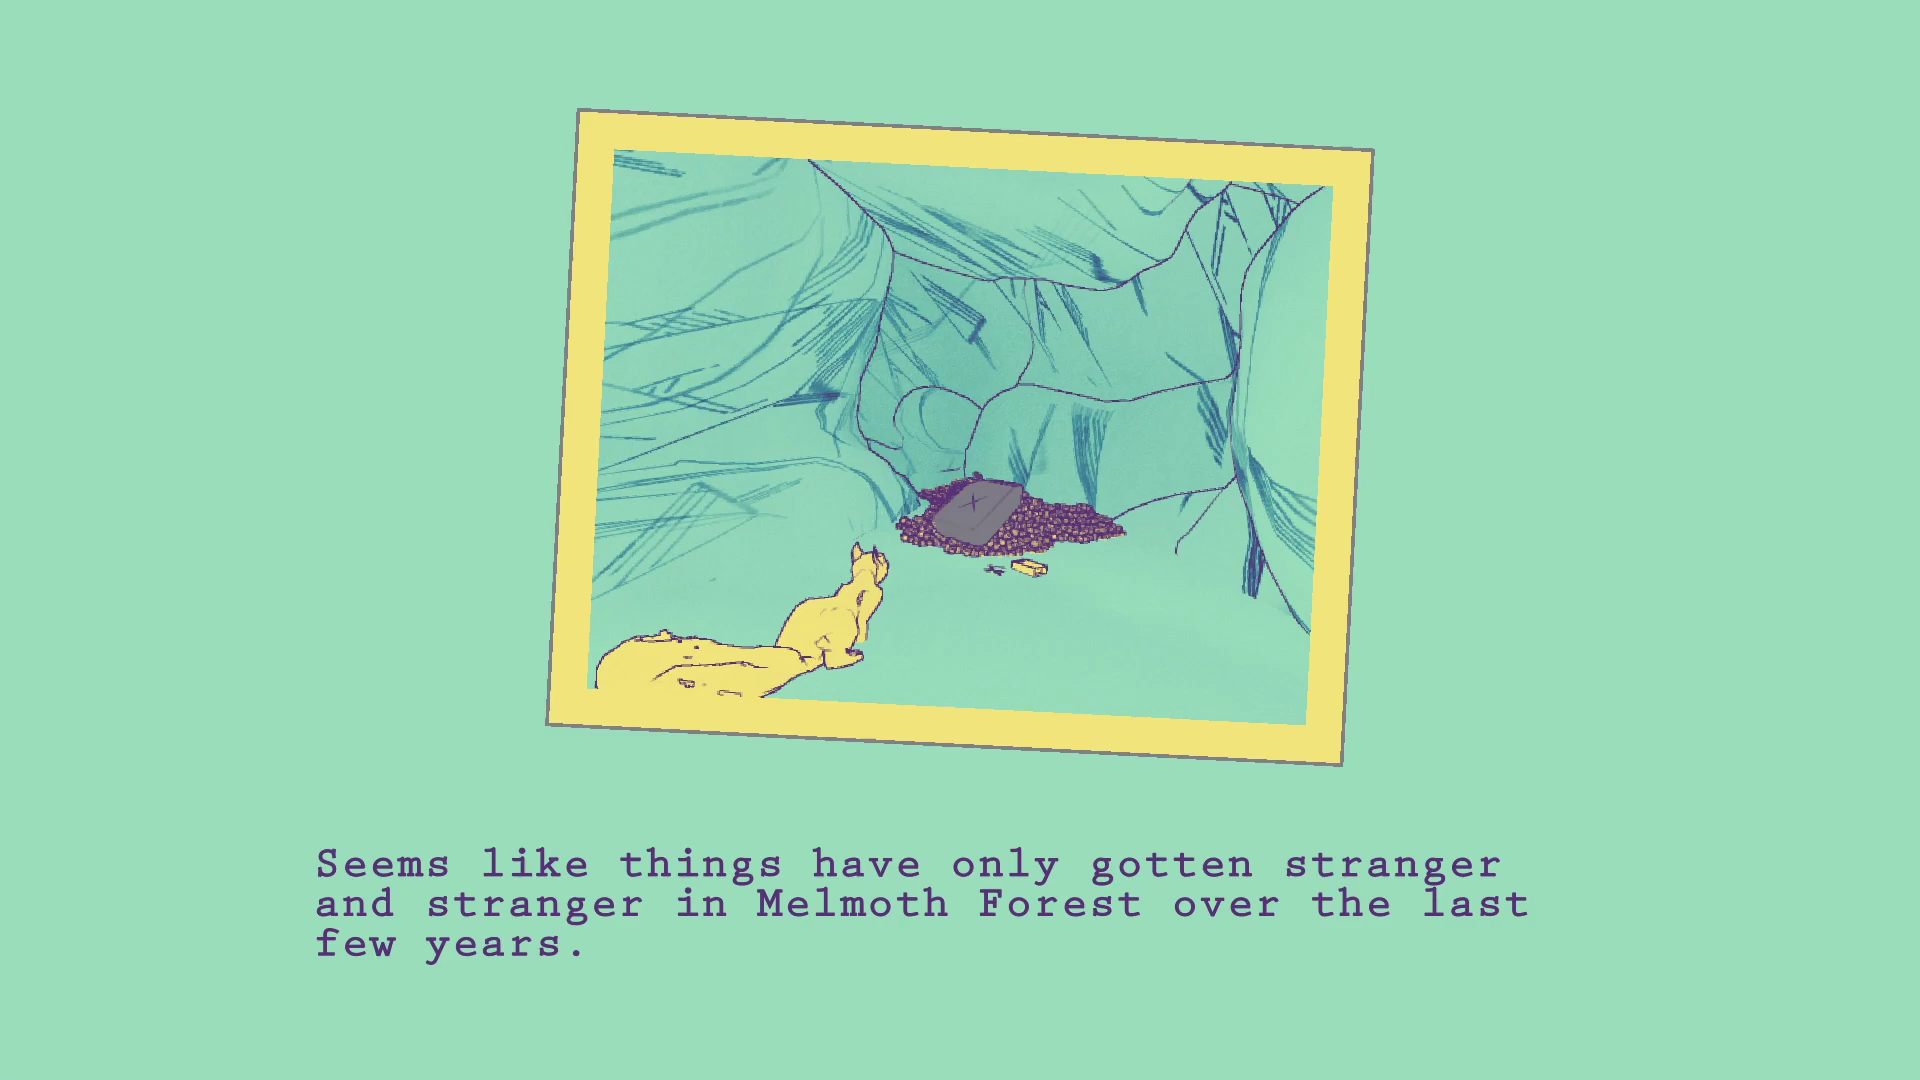 Seems like things have only gotten stranger
and stranger in Melmoth Forest over the last
few years.